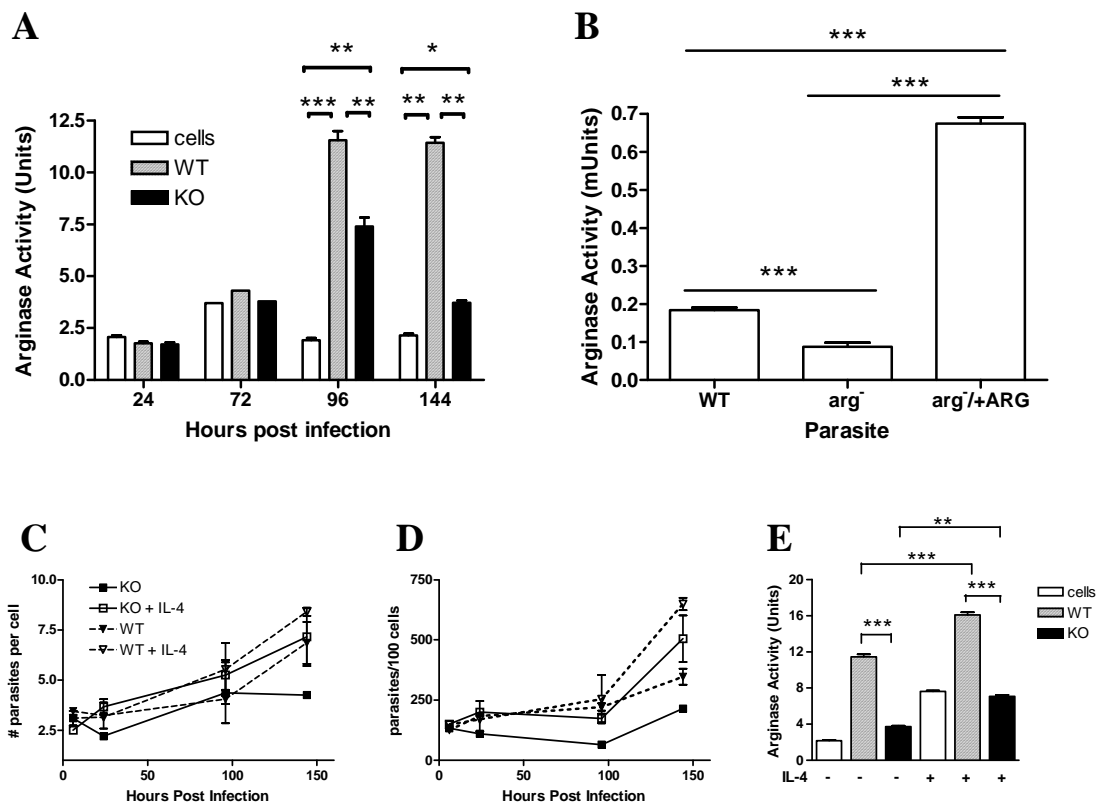 A
** *
*** ** ** **
12.5
10.0
7.5
5.0
2.5
0.0
Arginase Activity (Units)
cells
WT
KO
24 72 96 144
Hours post infection
B
***
***
***
0.7
0.6
0.5
0.4
0.3
0.2
0.1
0.0
Arginase Activity (mUnits)
WT arg⁻ arg⁻/+ARG
Parasite
C
10.0
7.5
5.0
2.5
# parasites per cell
KO
KO + IL-4
WT
WT + IL-4
0 50 100 150
Hours Post Infection
D
750
500
250
0
parasites/100 cells
0 50 100 150
Hours Post Infection
E
**
***
***
***
20
16
12
8
4
0
Arginase Activity (Units)
cells
WT
KO
IL-4 - - - + + +